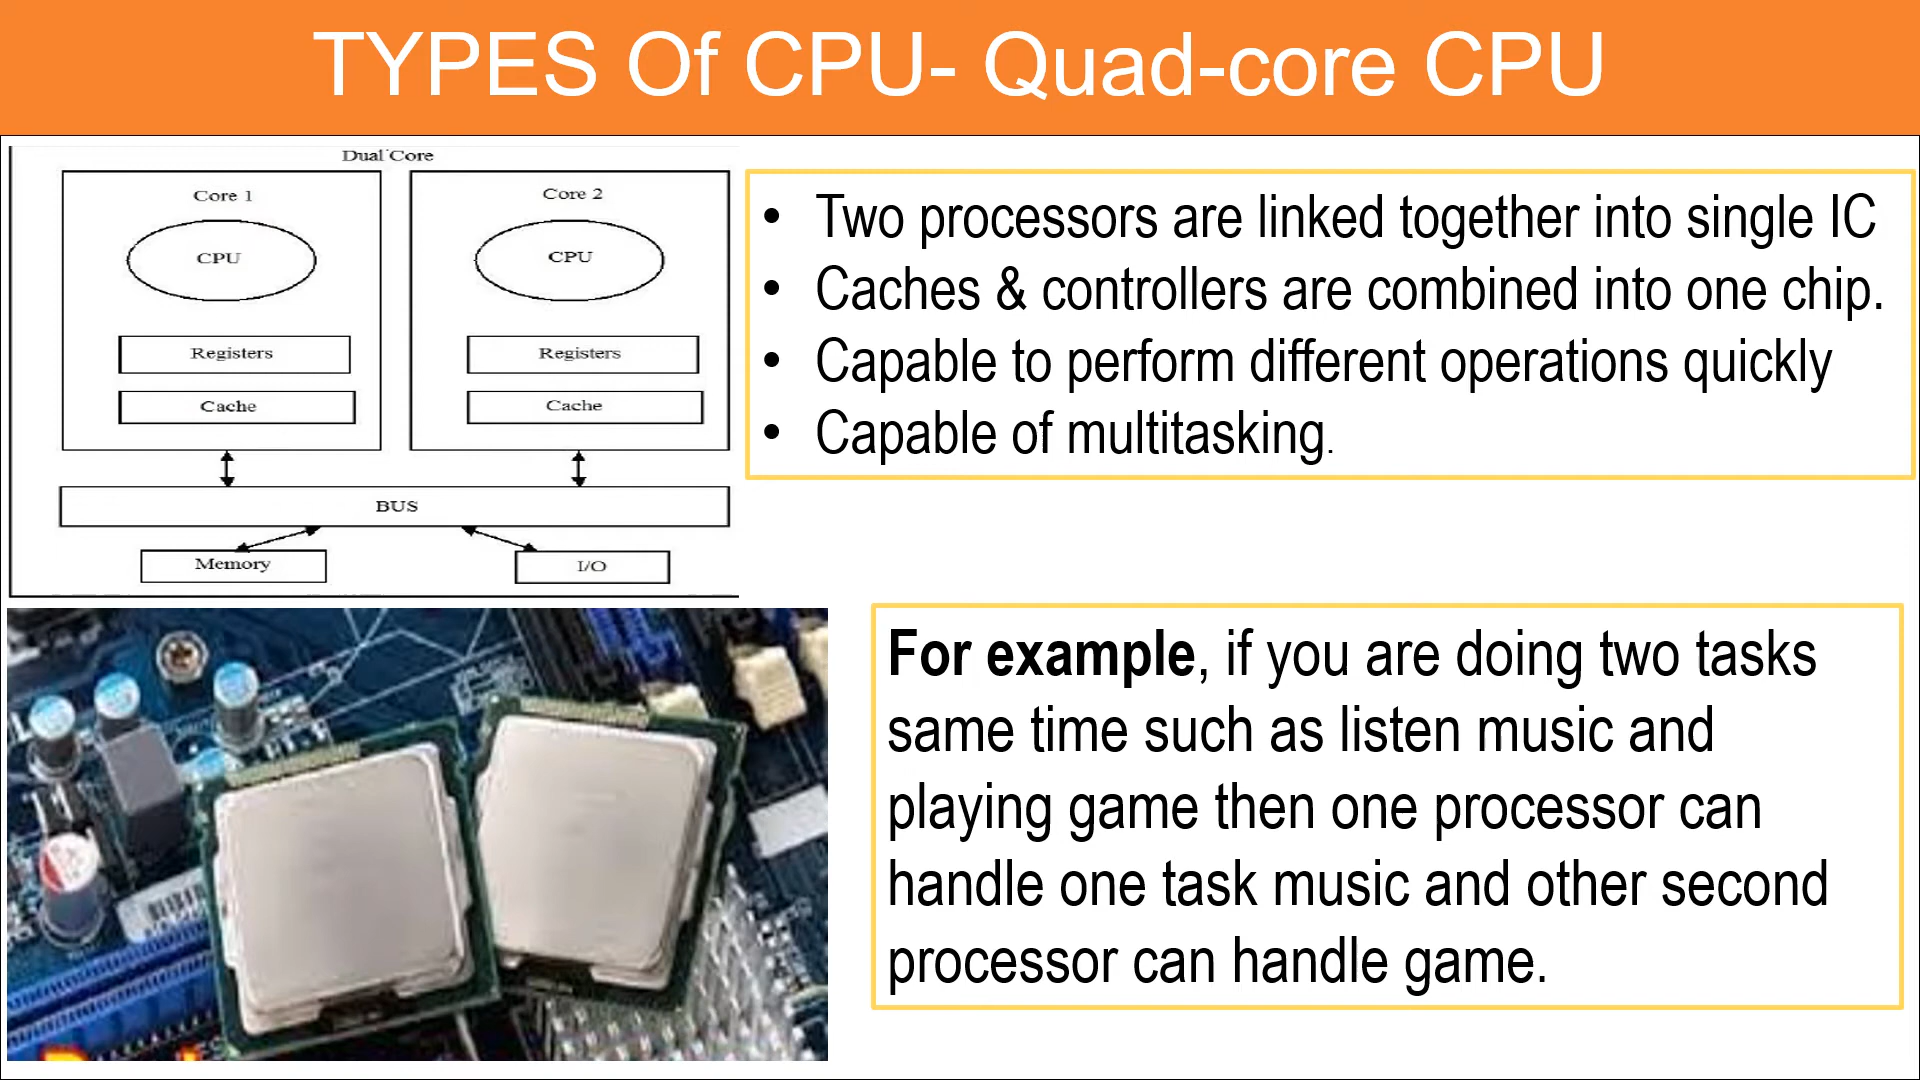 TYPES Of CPU- Quad-core CPU
Dual Core
Core 1
Core 2
CPU
CPU
Registers
Registers
Cache
Cache
BUS
Memory
I/O
• Two processors are linked together into single IC
• Caches & controllers are combined into one chip.
• Capable to perform different operations quickly
• Capable of multitasking.
For example, if you are doing two tasks
same time such as listen music and
playing game then one processor can
handle one task music and other second
processor can handle game.